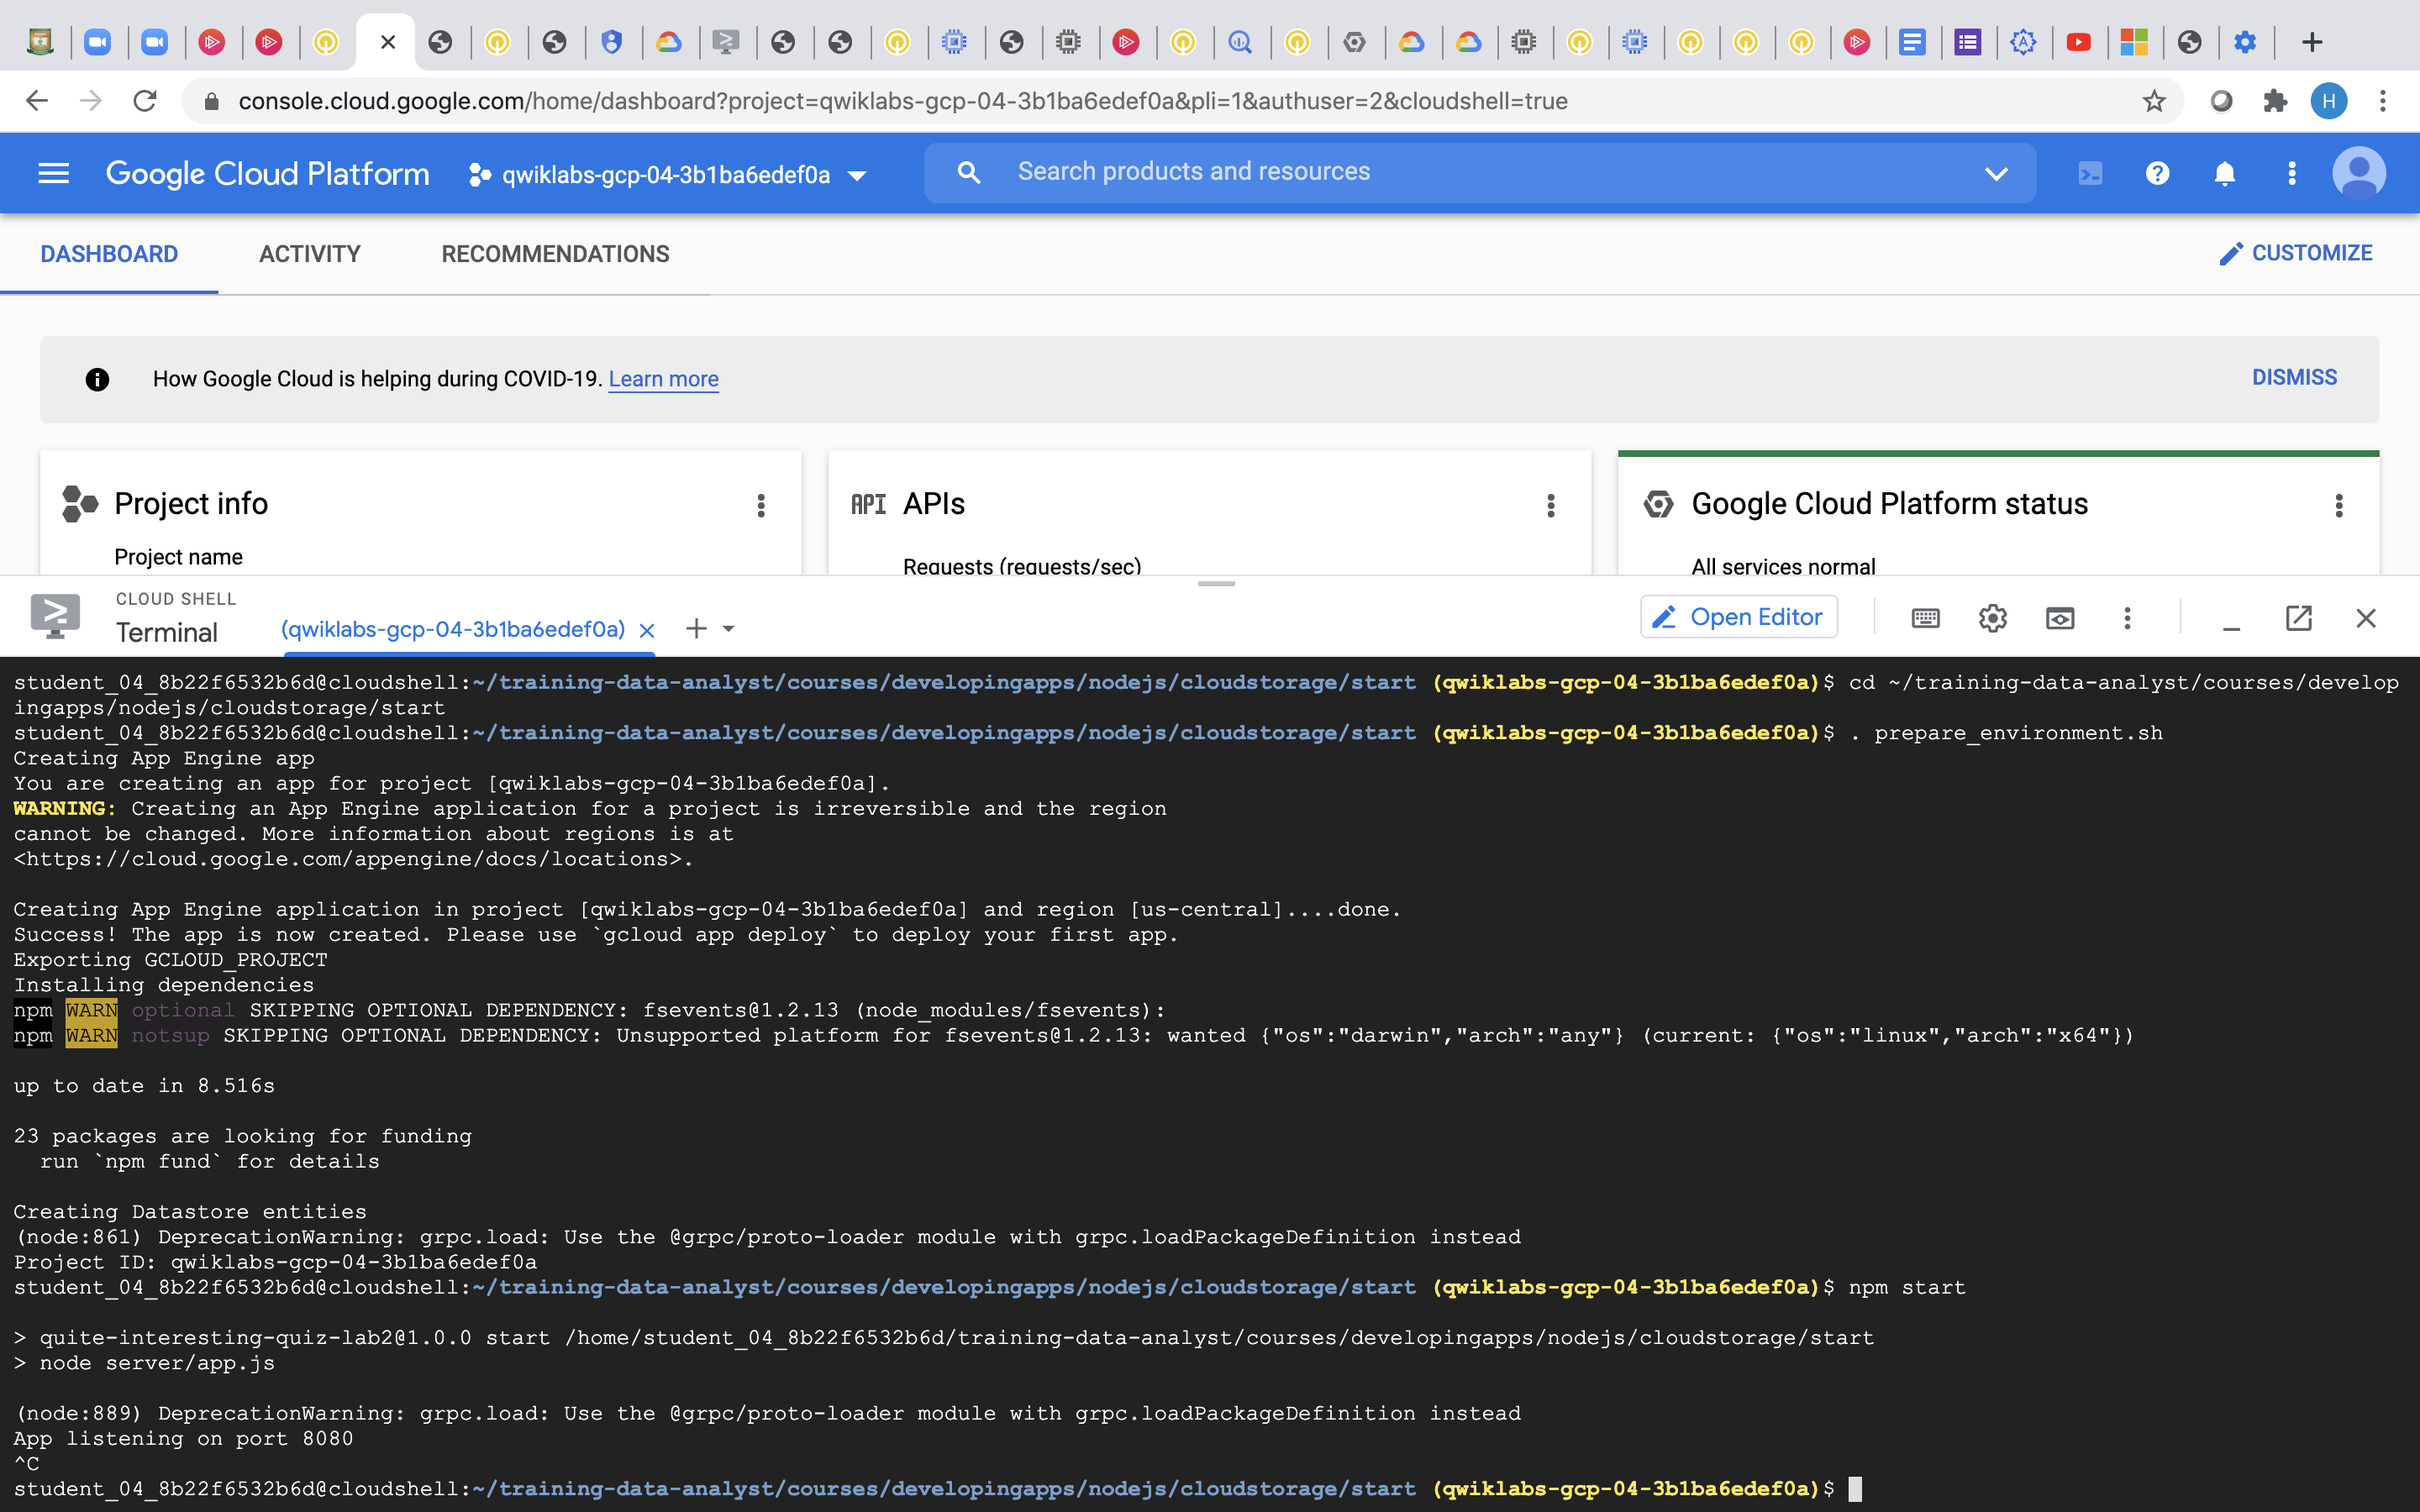 console.cloud.google.com/home/dashboard?project=qwiklabs-gcp-04-3b1ba6edef0a&pli=1&authuser=2&cloudshell=true
H
Google Cloud Platform
qwiklabs-gcp-04-3b1ba6edef0a
Search products and resources
DASHBOARD
ACTIVITY
RECOMMENDATIONS
CUSTOMIZE
How Google Cloud is helping during COVID-19. Learn more
DISMISS
Project info
Project name
API APIs
Requests (requests/sec)
Google Cloud Platform status
All services normal
CLOUD SHELL
Terminal
(qwiklabs-gcp-04-3b1ba6edef0a)
Open Editor
student_04_8b22f6532b6d@cloudshell:~/training-data-analyst/courses/developingapps/nodejs/cloudstorage/start (qwiklabs-gcp-04-3b1ba6edef0a)$ cd ~/training-data-analyst/courses/develop
ingapps/nodejs/cloudstorage/start
student_04_8b22f6532b6d@cloudshell:~/training-data-analyst/courses/developingapps/nodejs/cloudstorage/start (qwiklabs-gcp-04-3b1ba6edef0a)$ . prepare_environment.sh
Creating App Engine app
You are creating an app for project [qwiklabs-gcp-04-3b1ba6edef0a].
WARNING: Creating an App Engine application for a project is irreversible and the region
cannot be changed. More information about regions is at
<https://cloud.google.com/appengine/docs/locations>.
Creating App Engine application in project [qwiklabs-gcp-04-3b1ba6edef0a] and region [us-central]....done.
Success! The app is now created. Please use `gcloud app deploy` to deploy your first app.
Exporting GCLOUD_PROJECT
Installing dependencies
npm WARN optional SKIPPING OPTIONAL DEPENDENCY: fsevents@1.2.13 (node_modules/fsevents):
npm WARN notsup SKIPPING OPTIONAL DEPENDENCY: Unsupported platform for fsevents@1.2.13: wanted {"os":"darwin","arch":"any"} (current: {"os":"linux","arch":"x64"})
up to date in 8.516s
23 packages are looking for funding
run `npm fund` for details
Creating Datastore entities
(node:861) DeprecationWarning: grpc.load: Use the @grpc/proto-loader module with grpc.loadPackageDefinition instead
Project ID: qwiklabs-gcp-04-3b1ba6edef0a
student_04_8b22f6532b6d@cloudshell:~/training-data-analyst/courses/developingapps/nodejs/cloudstorage/start (qwiklabs-gcp-04-3b1ba6edef0a)$ npm start
> quite-interesting-quiz-lab2@1.0.0 start /home/student_04_8b22f6532b6d/training-data-analyst/courses/developingapps/nodejs/cloudstorage/start
> node server/app.js
(node:889) DeprecationWarning: grpc.load: Use the @grpc/proto-loader module with grpc.loadPackageDefinition instead
App listening on port 8080
^C
student_04_8b22f6532b6d@cloudshell:~/training-data-analyst/courses/developingapps/nodejs/cloudstorage/start (qwiklabs-gcp-04-3b1ba6edef0a)$